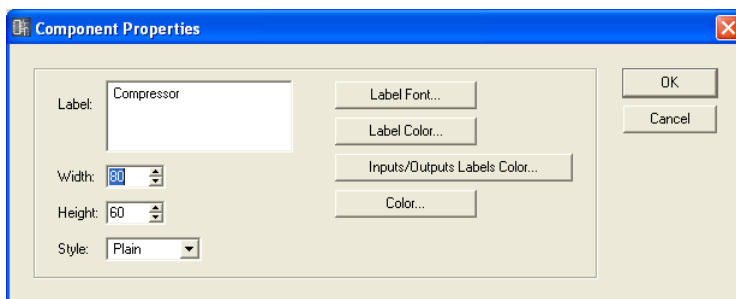 Component Properties
Label:
Compressor
Label Font...
Label Color...
Inputs/Outputs Labels Color...
Color...
Width: 80
Height: 60
Style: Plain
OK
Cancel